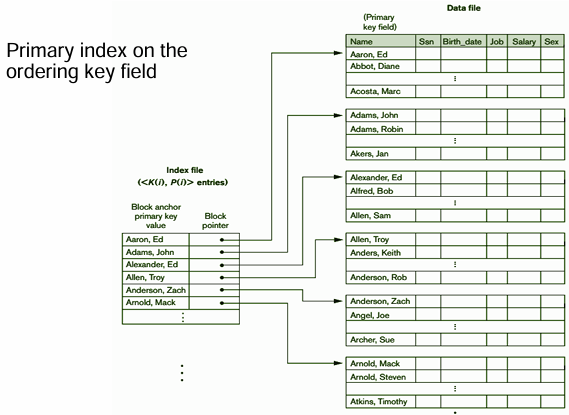 Primary index on the
ordering key field
Data file
(Primary
key field)
Name Ssn Birth_date Job Salary Sex
Aaron, Ed
Abbot, Diane
⋮
Acosta, Marc
Adams, John
Adams, Robin
⋮
Akers, Jan
Alexander, Ed
Alfred, Bob
⋮
Allen, Sam
Allen, Troy
Anders, Keith
⋮
Anderson, Rob
Anderson, Zach
Angel, Joe
⋮
Archer, Sue
Arnold, Mack
Arnold, Steven
⋮
Atkins, Timothy
Index file
(<K(i), P(i)> entries)
Block anchor
primary key
value
Block
pointer
Aaron, Ed
Adams, John
Alexander, Ed
Allen, Troy
Anderson, Zach
Arnold, Mack
⋮
⋮